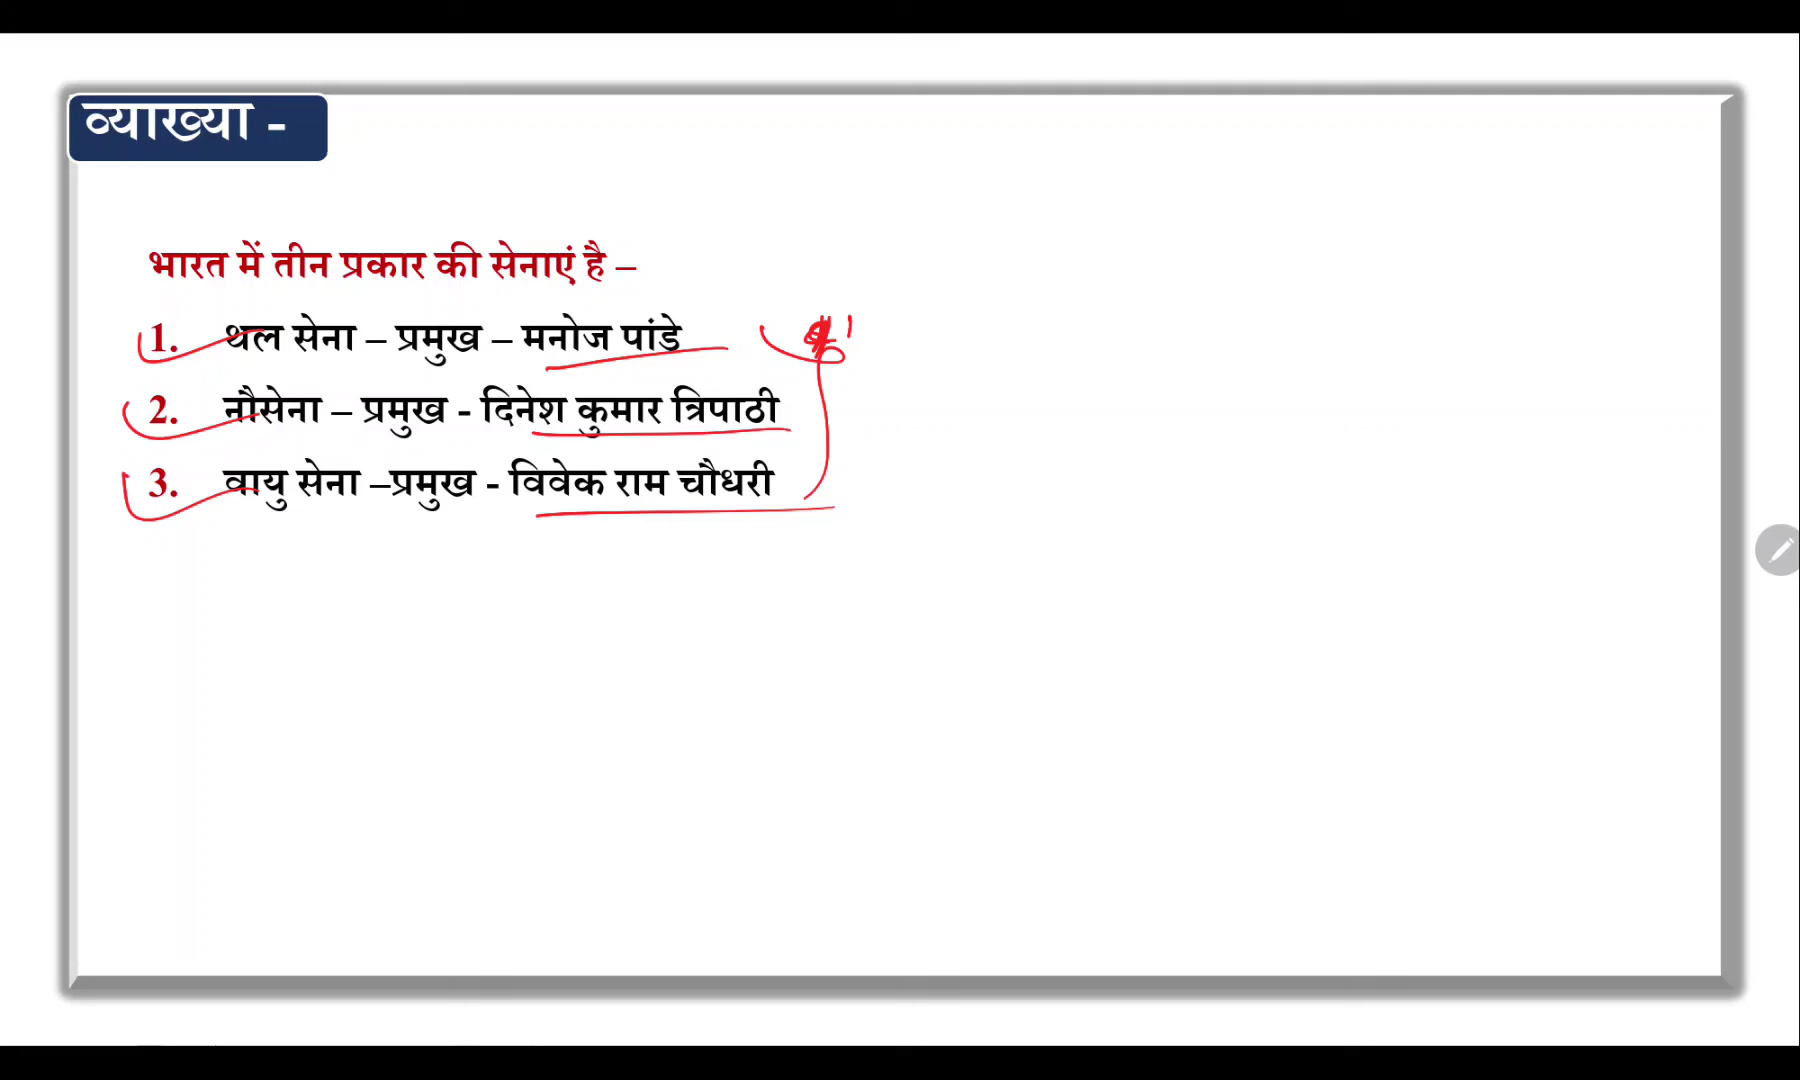 व्याख्या -
भारत में तीन प्रकार की सेनाएं है –
1. थल सेना – प्रमुख – मनोज पांडे
2. नौसेना – प्रमुख - दिनेश कुमार त्रिपाठी
3. वायु सेना –प्रमुख - विवेक राम चौधरी